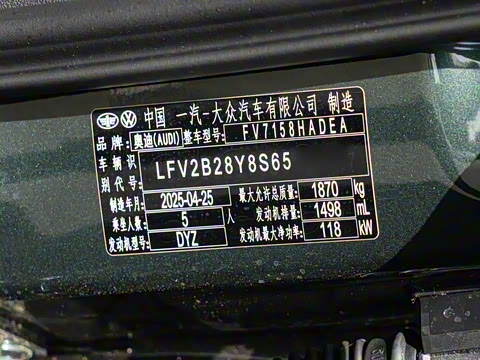 中国 一汽-大众汽车有限公司 制造
品牌: 奥迪(AUDI) 整车型号: FV7158HADEA
车辆识别代号: LFV2B28Y8S65
制造年月: 2025-04-25 最大允许总质量: 1870 kg
乘坐人数: 5 人 发动机排量: 1498 mL
发动机型号: DYZ 发动机最大净功率: 118 kW